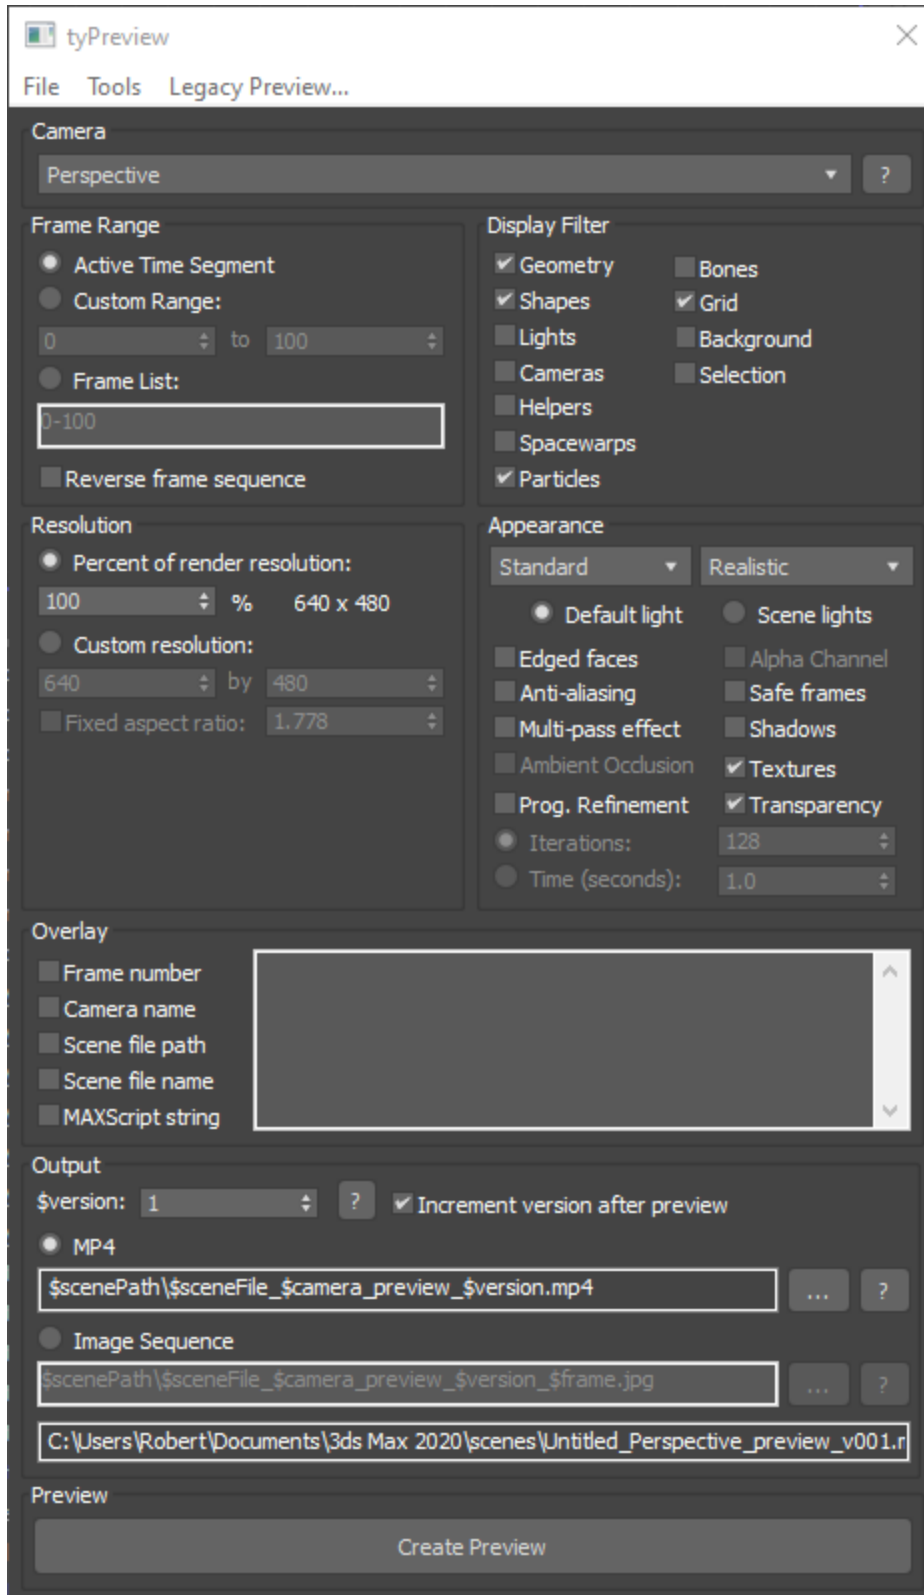 tyPreview
File Tools Legacy Preview...
Camera
Perspective ?
Frame Range
Active Time Segment
Custom Range:
0 to 100
Frame List:
0-100
Reverse frame sequence
Display Filter
Geometry Bones
Shapes Grid
Lights Background
Cameras Selection
Helpers
Spacewarps
Particles
Resolution
Percent of render resolution:
100 % 640 x 480
Custom resolution:
640 by 480
Fixed aspect ratio: 1.778
Appearance
Standard Realistic
Default light Scene lights
Edged faces Alpha Channel
Anti-aliasing Safe frames
Multi-pass effect Shadows
Ambient Occlusion Textures
Prog. Refinement Transparency
Iterations: 128
Time (seconds): 1.0
Overlay
Frame number
Camera name
Scene file path
Scene file name
MAXScript string
Output
$version: 1 ? Increment version after preview
MP4
$scenePath\$sceneFile_$camera_preview_$version.mp4 ... ?
Image Sequence
$scenePath\$sceneFile_$camera_preview_$version_$frame.jpg ... ?
C:\Users\Robert\Documents\3ds Max 2020\scenes\Untitled_Perspective_preview_v001.r
Preview
Create Preview